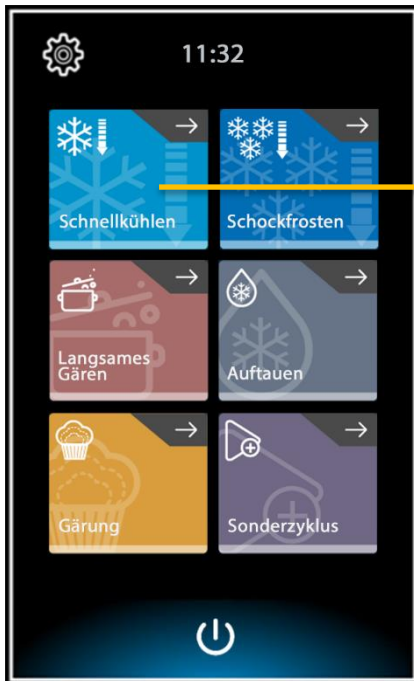 11:32
Schnellkühlen
Schockfrosten
Langsames
Gären
Auftauen
Gärung
Sonderzyklus